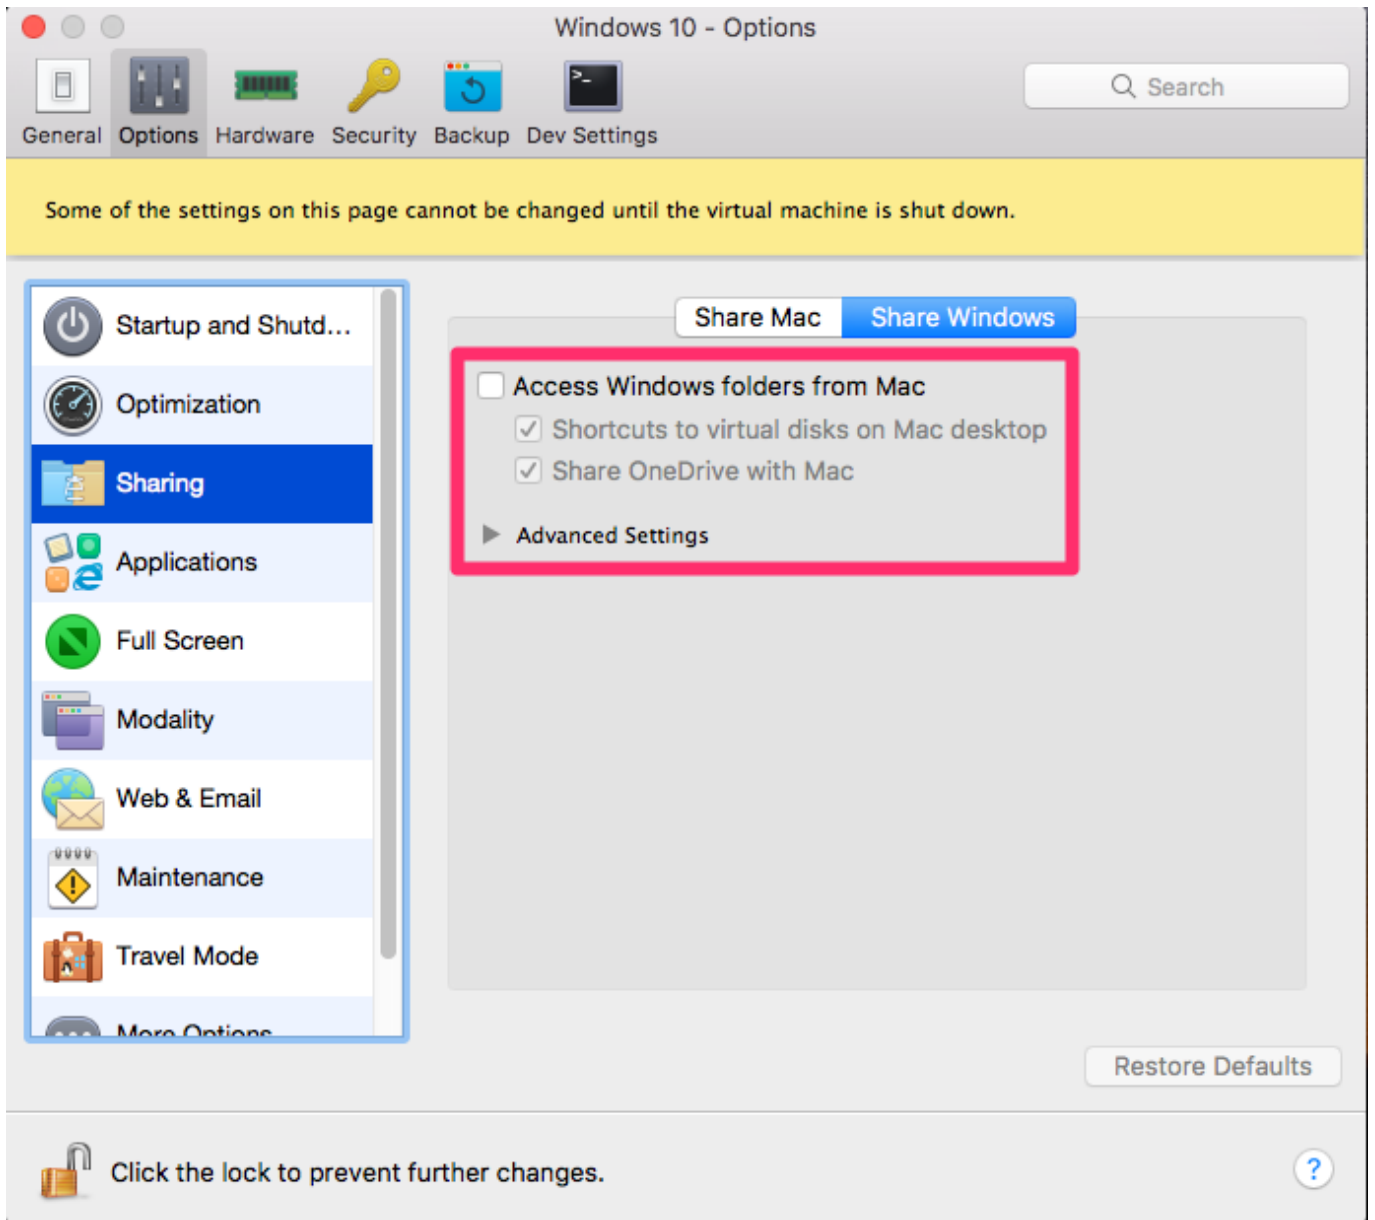 Windows 10 - Options
Search
General Options Hardware Security Backup Dev Settings
Some of the settings on this page cannot be changed until the virtual machine is shut down.
Startup and Shutd...
Optimization
Sharing
Applications
Full Screen
Modality
Web & Email
Maintenance
Travel Mode
More Options
Share Mac Share Windows
Access Windows folders from Mac
Shortcuts to virtual disks on Mac desktop
Share OneDrive with Mac
Advanced Settings
Restore Defaults
Click the lock to prevent further changes.
?